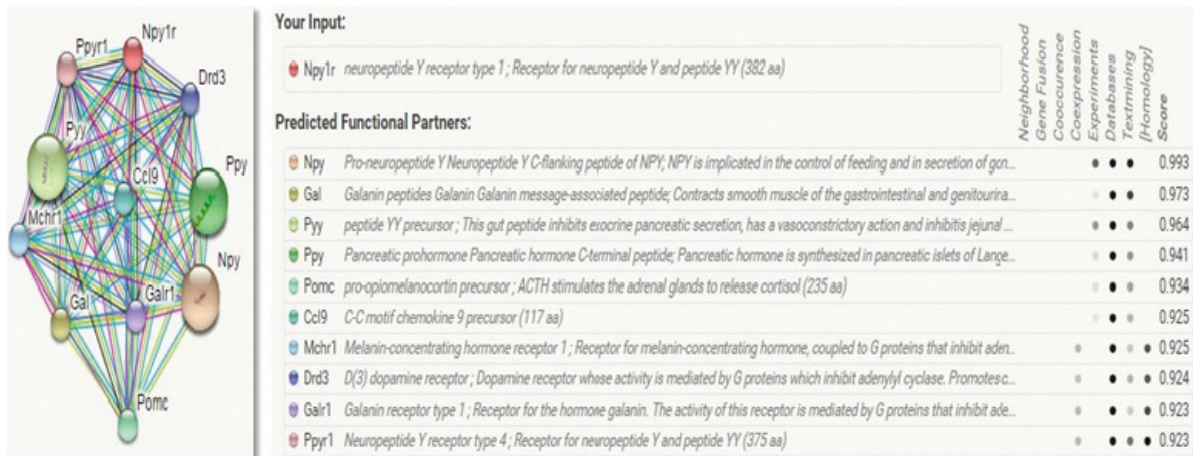 Npy1r
Ppyr1
Drd3
Pyy
Ccl9
Ppy
Mchr1
Npy
Gal
Galr1
Pomc
Your Input:
Npy1r neuropeptide Y receptor type 1 ; Receptor for neuropeptide Y and peptide YY (382 aa)
Neighborhood
Gene Fusion
Cooccurence
Coexpression
Experiments
Databases
Textmining
[Homology]
Score
Predicted Functional Partners:
Npy Pro-neuropeptide Y Neuropeptide Y C-flanking peptide of NPY; NPY is implicated in the control of feeding and in secretion of gon... 0.993
Gal Galanin peptides Galanin Galanin message-associated peptide; Contracts smooth muscle of the gastrointestinal and genitourira... 0.973
Pyy peptide YY precursor ; This gut peptide inhibits exocrine pancreatic secretion, has a vasoconstrictory action and inhibitis jejunal ... 0.964
Ppy Pancreatic prohormone Pancreatic hormone C-terminal peptide; Pancreatic hormone is synthesized in pancreatic islets of Lange... 0.941
Pomc pro-opiomelanocortin precursor ; ACTH stimulates the adrenal glands to release cortisol (235 aa) 0.934
Ccl9 C-C motif chemokine 9 precursor (117 aa) 0.925
Mchr1 Melanin-concentrating hormone receptor 1 ; Receptor for melanin-concentrating hormone, coupled to G proteins that inhibit aden... 0.925
Drd3 D(3) dopamine receptor ; Dopamine receptor whose activity is mediated by G proteins which inhibit adenylyl cyclase. Promotes c... 0.924
Galr1 Galanin receptor type 1 ; Receptor for the hormone galanin. The activity of this receptor is mediated by G proteins that inhibit ade... 0.923
Ppyr1 Neuropeptide Y receptor type 4 ; Receptor for neuropeptide Y and peptide YY (375 aa) 0.923